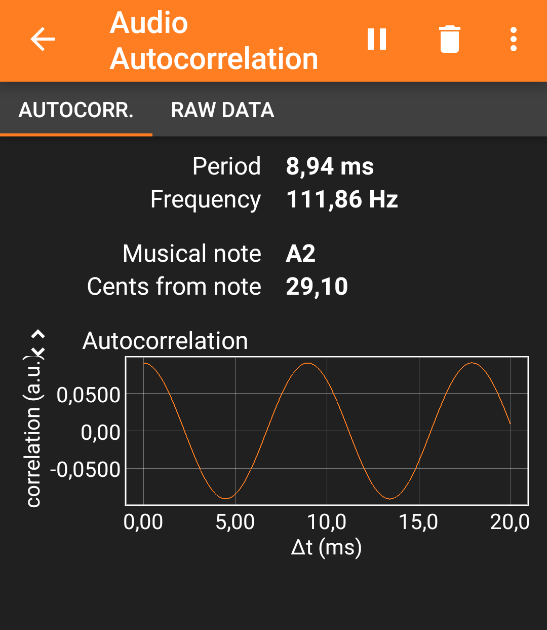 Audio
Autocorrelation
AUTOCORR. RAW DATA
Period 8,94 ms
Frequency 111,86 Hz
Musical note A2
Cents from note 29,10
Autocorrelation
correlation (a.u.)
0,0500
0,00
-0,0500
0,00 5,00 10,0 15,0 20,0
Δt (ms)